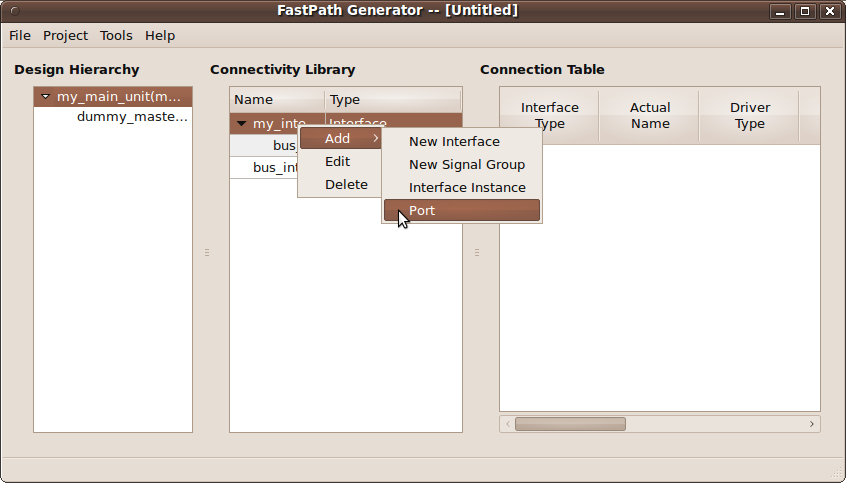 FastPath Generator -- [Untitled]
File Project Tools Help
Design Hierarchy
my_main_unit(m...
dummy_maste...
Connectivity Library
Name Type
my_inte Interface
bus_
bus_int
Add
Edit
Delete
New Interface
New Signal Group
Interface Instance
Port
Connection Table
Interface Type
Actual Name
Driver Type